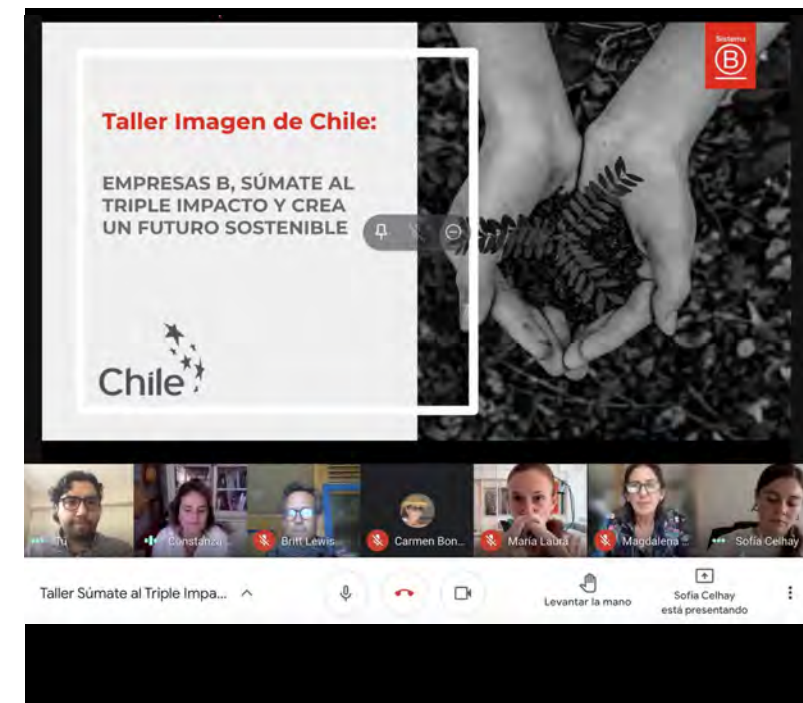 Sistema
B
Taller Imagen de Chile:
EMPRESAS B, SÚMATE AL
TRIPLE IMPACTO Y CREA
UN FUTURO SOSTENIBLE
Chile
Tú
Constanza
Britt Lewis
Carmen Bon...
María Laura
Magdalena
Sofía Celhay
Taller Súmate al Triple Impa...
Levantar la mano
Sofía Celhay
está presentando